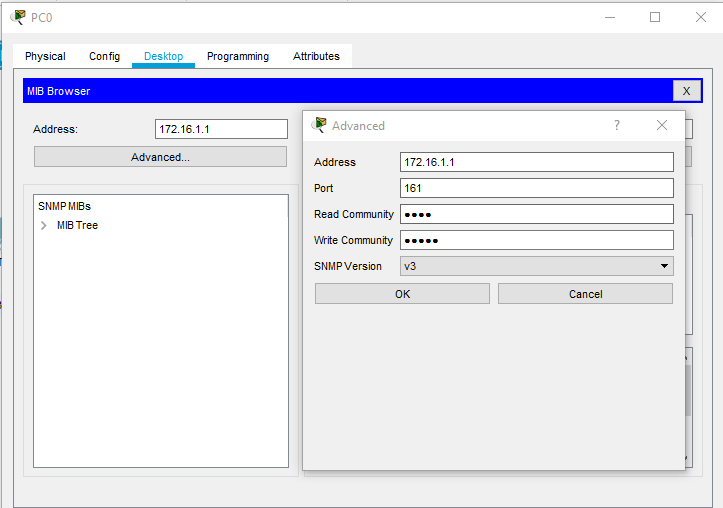 PC0
Physical Config Desktop Programming Attributes
MIB Browser X
Address: 172.16.1.1
Advanced...
SNMP MIBs
MIB Tree
Advanced ?
Address 172.16.1.1
Port 161
Read Community ●●●●
Write Community ●●●●●
SNMP Version v3
OK Cancel